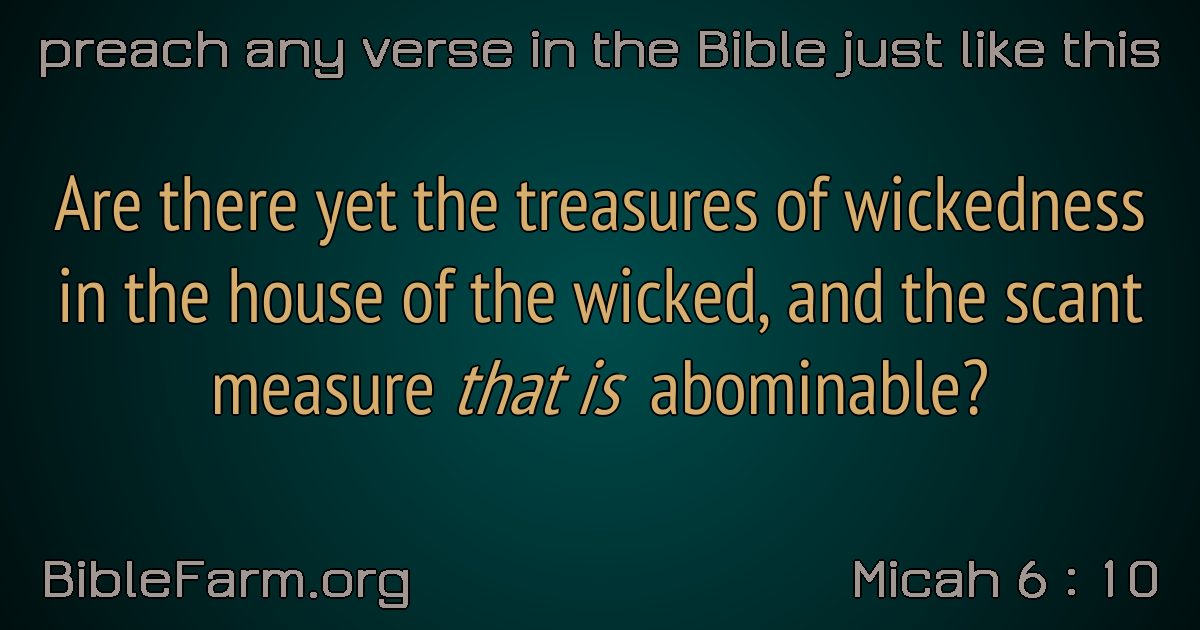 preach any verse in the Bible just like this
Are there yet the treasures of wickedness
in the house of the wicked, and the scant
measure that is abominable?
BibleFarm.org
Micah 6 : 10